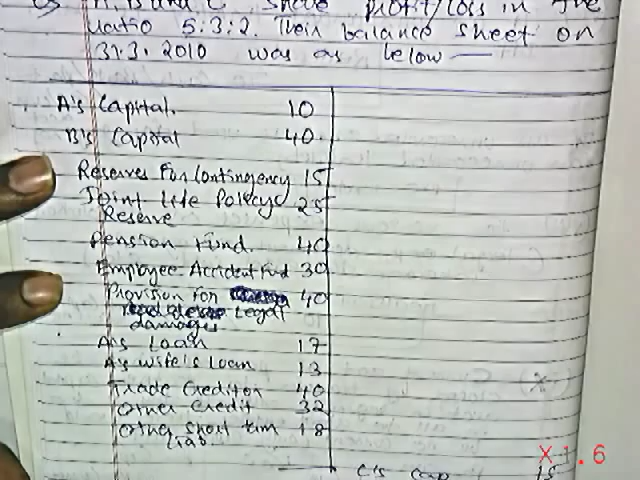 A, B and C share profit/loss in the
ratio 5:3:2. Their balance sheet on
31.3.2010 was as below —
A's Capital. 10
B's Capital 40
Reserves For Contingency 15
Joint Life Policy 25
Reserve
Pension Fund. 40
Employee Accident Fund 30
Provision For 40
Legal
damages
A's Loan 17
A's wife's Loan 13
Trade Creditor 40
Other Credit 32
Other Short term 18
Liab.
C's Cap 15
X1.6